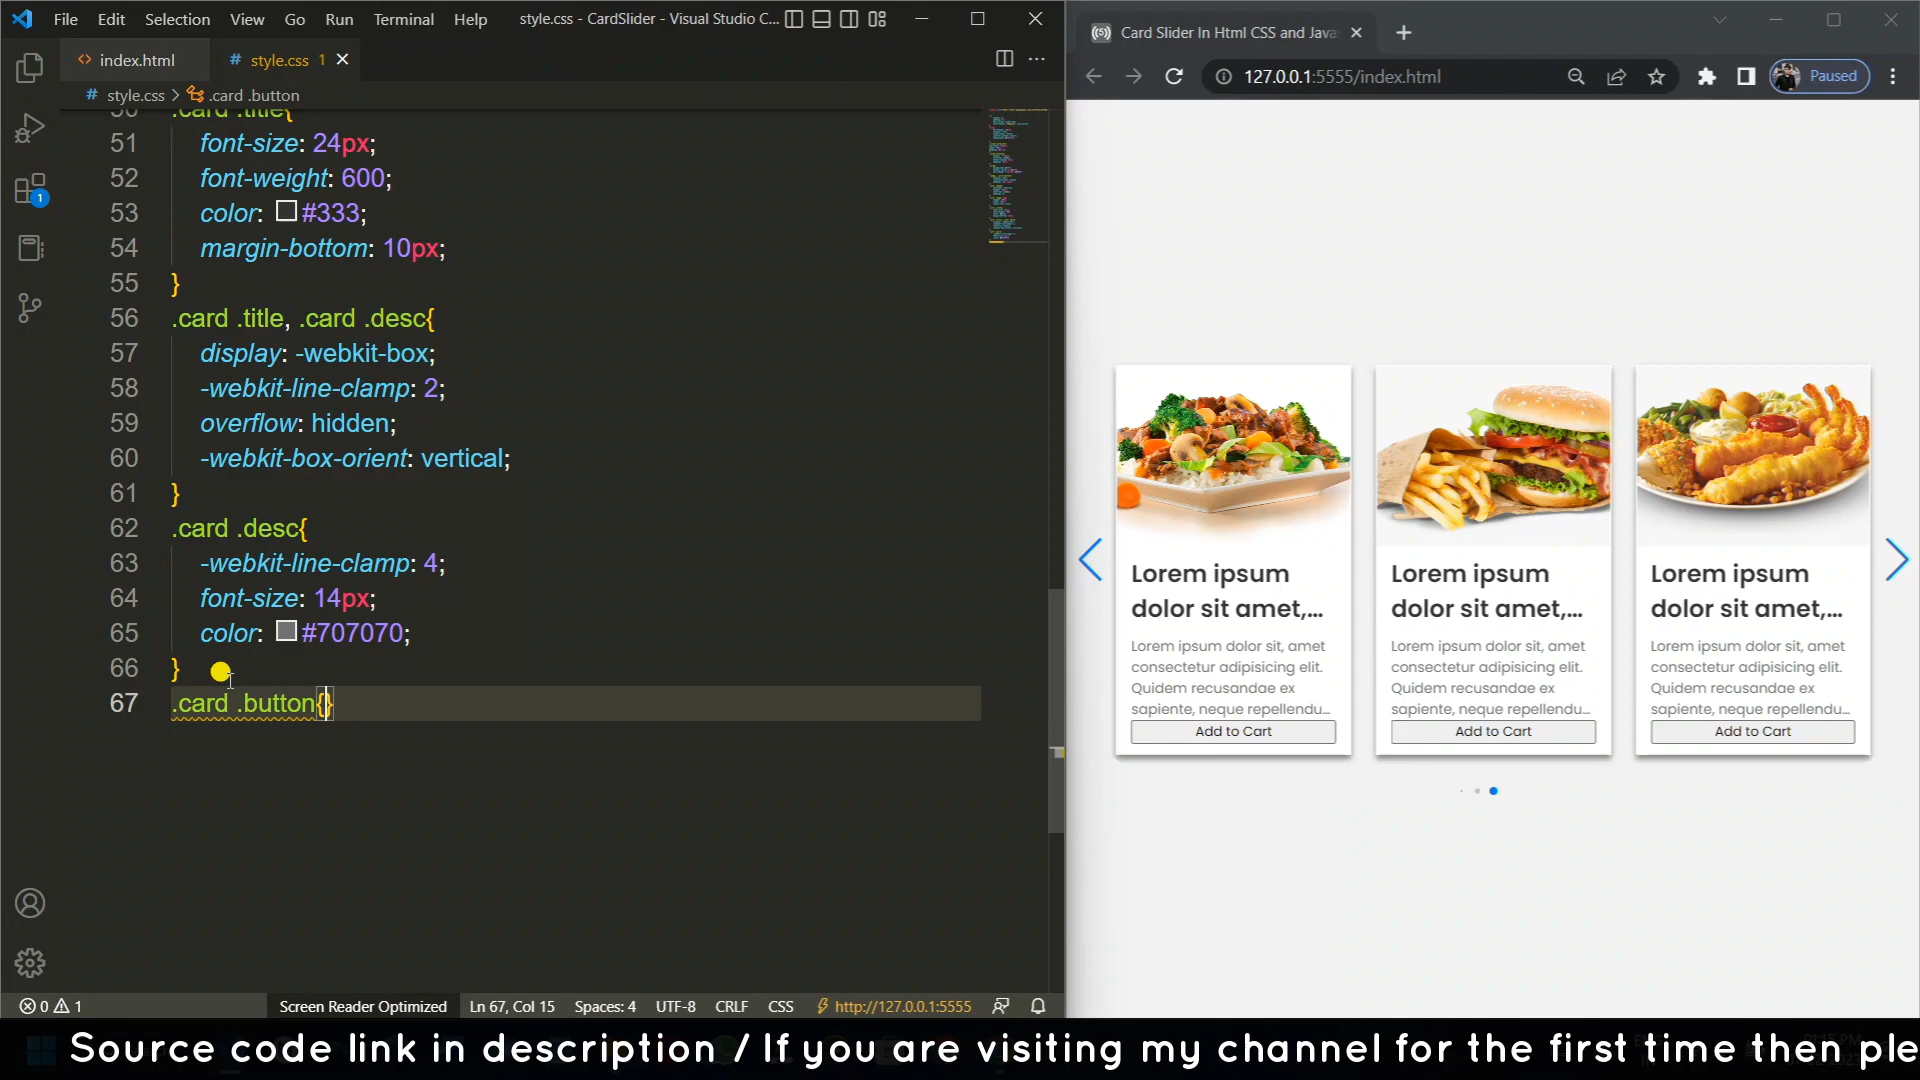 File Edit Selection View Go Run Terminal Help style.css - CardSlider - Visual Studio C...
index.html
# style.css 1
# style.css > .card .button
.card .title{
51 font-size: 24px;
52 font-weight: 600;
53 color: #333;
54 margin-bottom: 10px;
55 }
56 .card .title, .card .desc{
57 display: -webkit-box;
58 -webkit-line-clamp: 2;
59 overflow: hidden;
60 -webkit-box-orient: vertical;
61 }
62 .card .desc{
63 -webkit-line-clamp: 4;
64 font-size: 14px;
65 color: #707070;
66 }
67 .card .button{}
1
0 1 Screen Reader Optimized Ln 67, Col 15 Spaces: 4 UTF-8 CRLF CSS http://127.0.0.1:5555
Card Slider In Html CSS and Java
127.0.0.1:5555/index.html
Paused
Lorem ipsum
dolor sit amet,...
Lorem ipsum dolor sit, amet
consectetur adipisicing elit.
Quidem recusandae ex
sapiente, neque repellendu...
Add to Cart
Lorem ipsum
dolor sit amet,...
Lorem ipsum dolor sit, amet
consectetur adipisicing elit.
Quidem recusandae ex
sapiente, neque repellendu...
Add to Cart
Lorem ipsum
dolor sit amet,...
Lorem ipsum dolor sit, amet
consectetur adipisicing elit.
Quidem recusandae ex
sapiente, neque repellendu...
Add to Cart
Source code link in description / If you are visiting my channel for the first time then ple